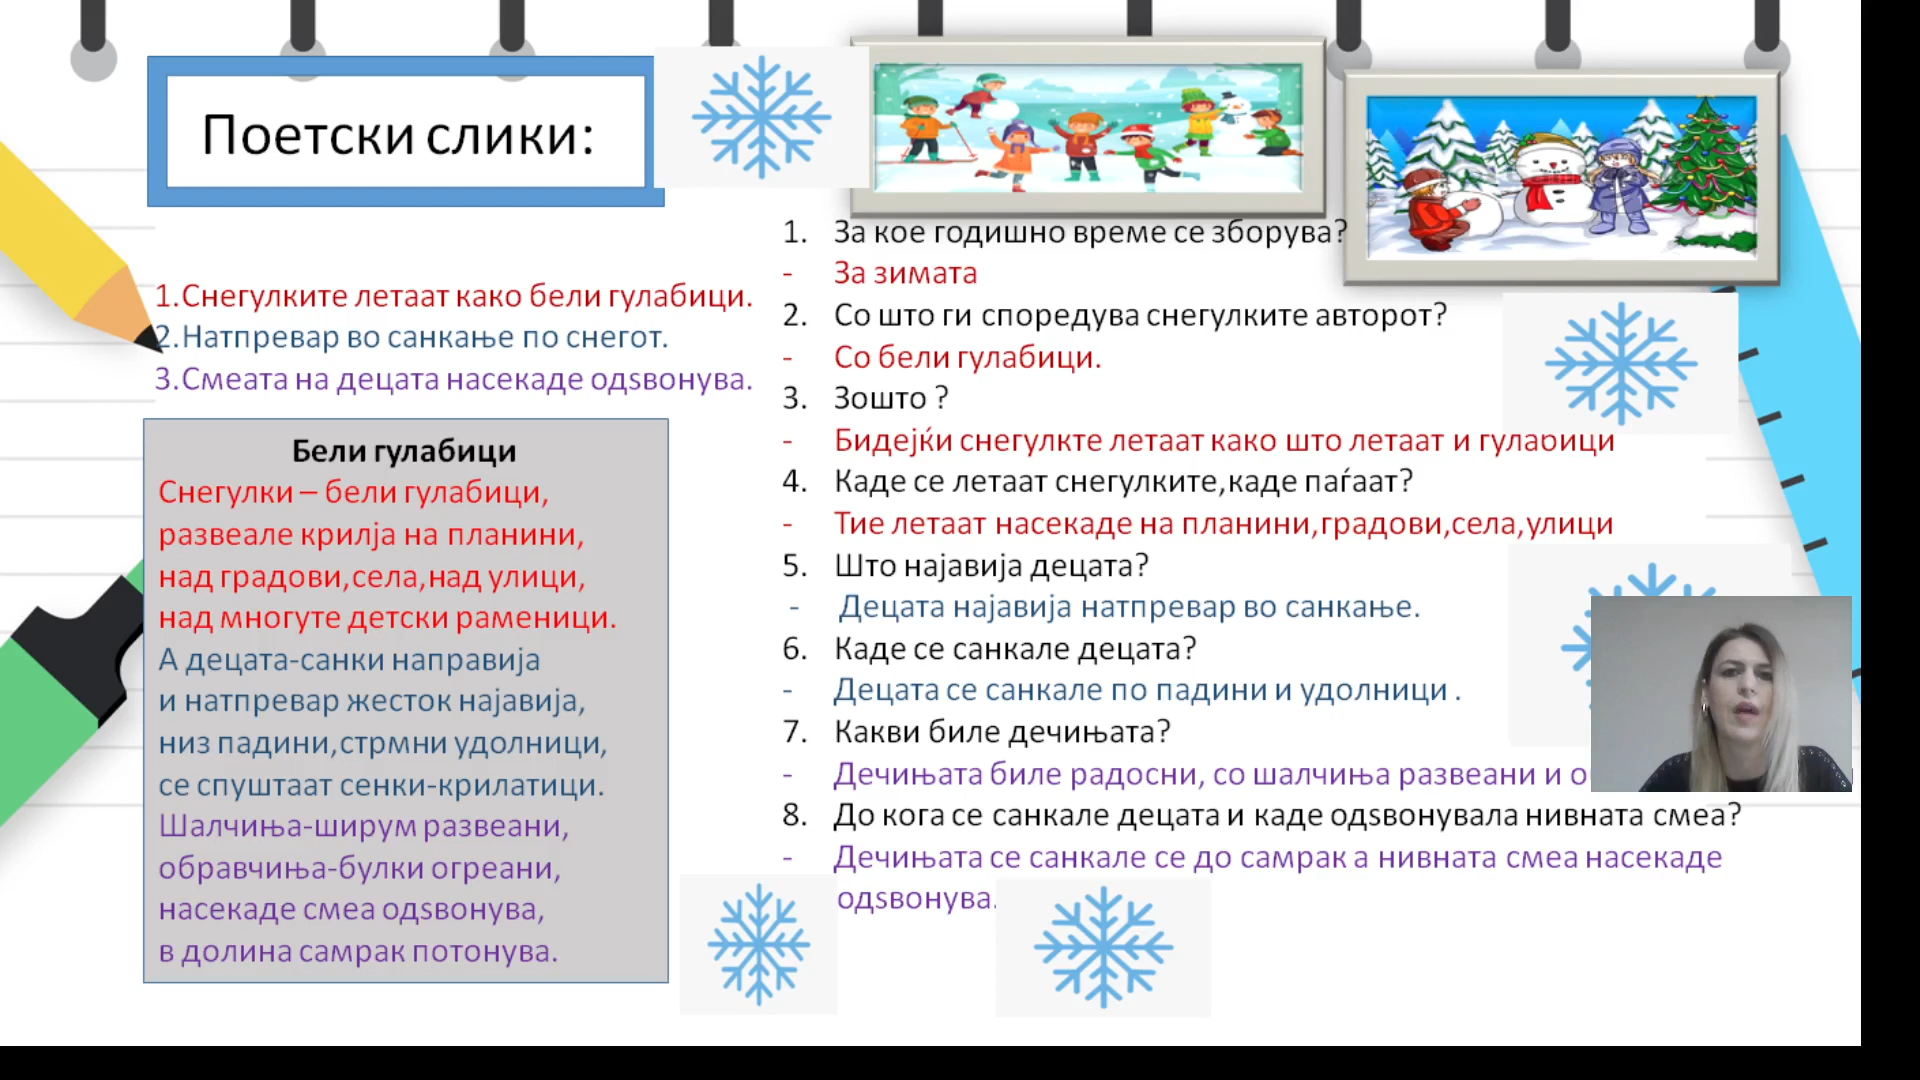 Поетски слики:
1.Снегулките летаат како бели гулабици.
2.Натпревар во санкање по снегот.
3.Смеата на децата насекаде одѕвонува.
Бели гулабици
Снегулки – бели гулабици,
развеале крилја на планини,
над градови,села,над улици,
над многуте детски раменици.
А децата-санки направија
и натпревар жесток најавија,
низ падини,стрмни удолници,
се спуштаат сенки-крилатици.
Шалчиња-ширум развеани,
обравчиња-булки огреани,
насекаде смеа одѕвонува,
в долина самрак потонува.
1. За кое годишно време се зборува?
- За зимата
2. Со што ги споредува снегулките авторот?
- Со бели гулабици.
3. Зошто ?
- Бидејќи снегулкте летаат како што летаат и гулабици
4. Каде се летаат снегулките,каде паѓаат?
- Тие летаат насекаде на планини,градови,села,улици
5. Што најавија децата?
- Децата најавија натпревар во санкање.
6. Каде се санкале децата?
- Децата се санкале по падини и удолници .
7. Какви биле дечињата?
- Дечињата биле радосни, со шалчиња развеани и
8. До кога се санкале децата и каде одѕвонувала нивната смеа?
- Дечињата се санкале се до самрак а нивната смеа насекаде
одѕвонува.